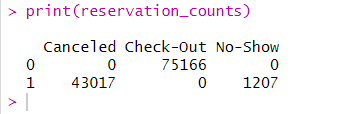 > print(reservation_counts)
Canceled Check-Out No-Show
0 0 75166 0
1 43017 0 1207
>